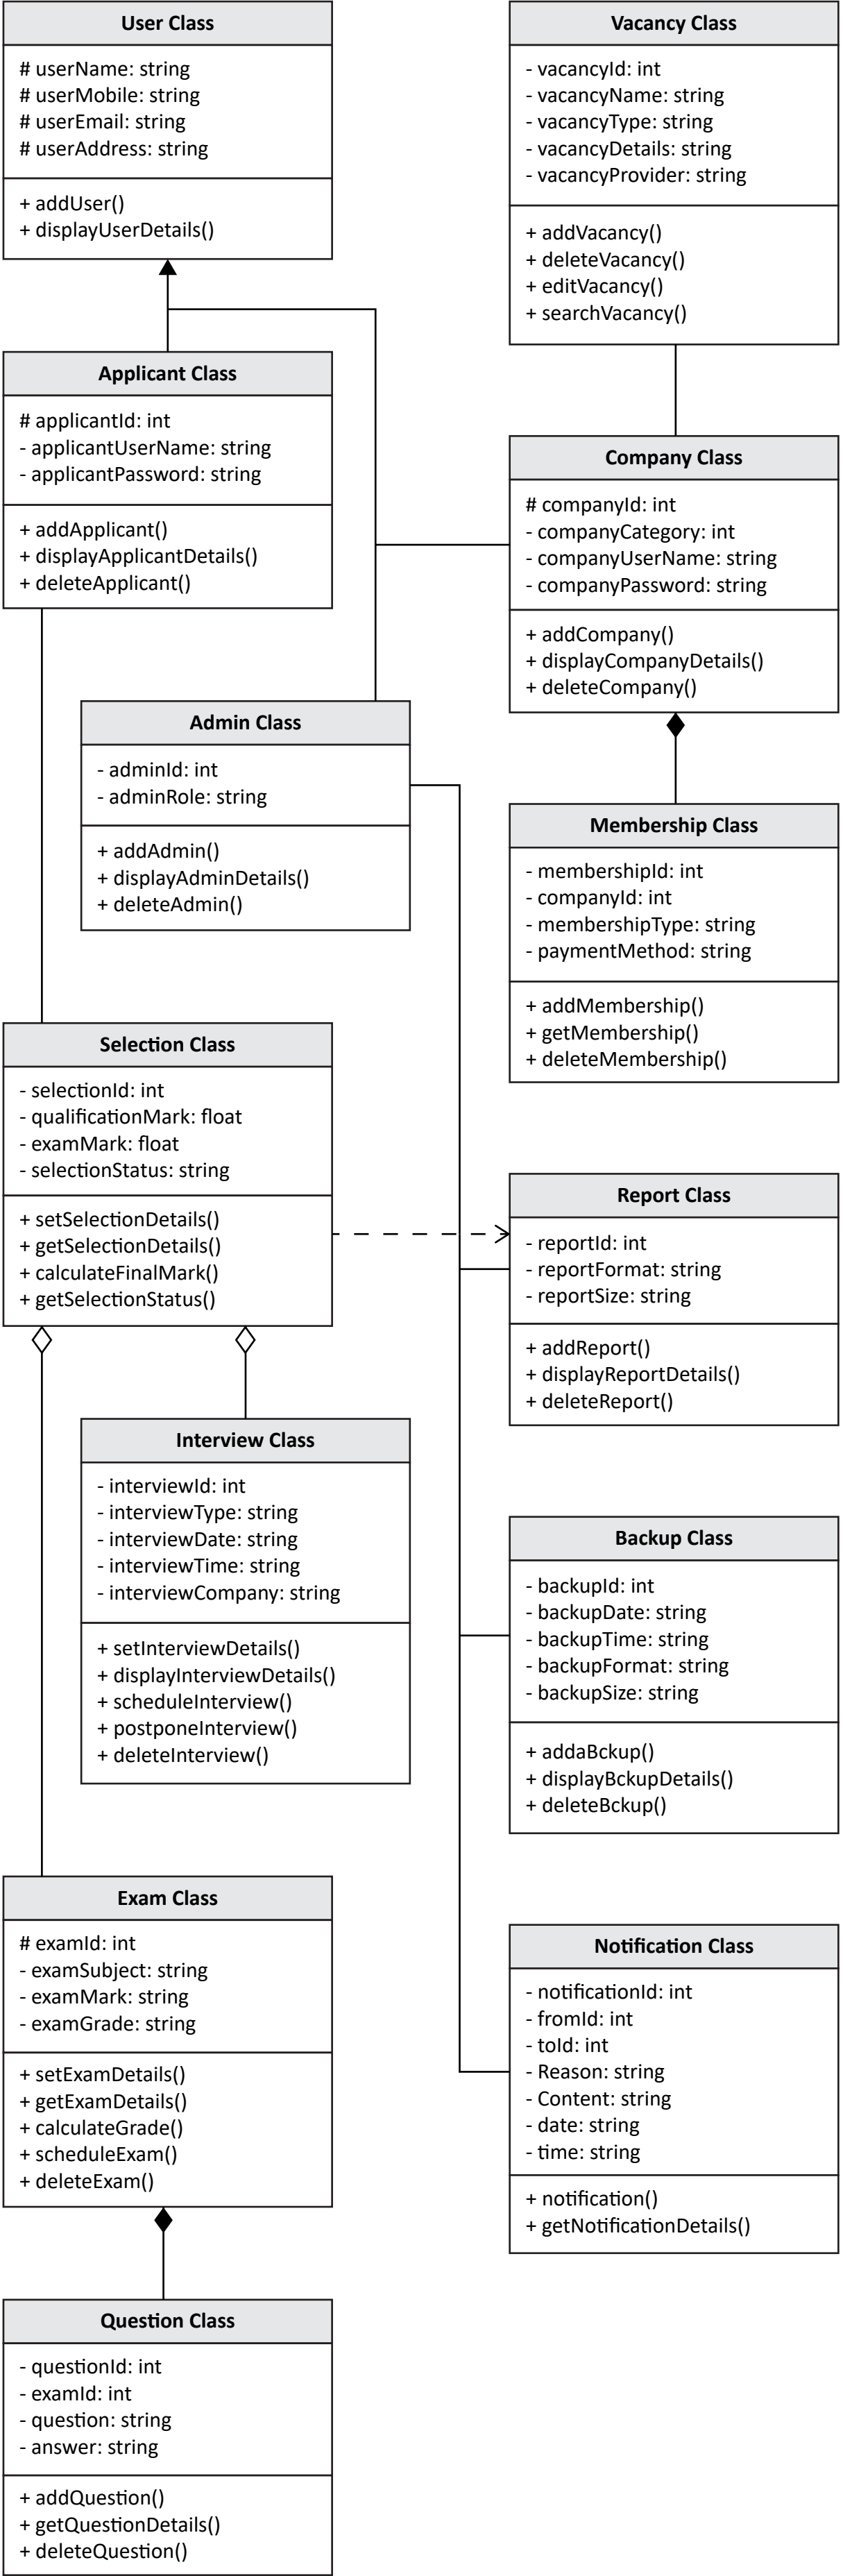 User Class
# userName: string
# userMobile: string
# userEmail: string
# userAddress: string
+ addUser()
+ displayUserDetails()
Vacancy Class
- vacancyId: int
- vacancyName: string
- vacancyType: string
- vacancyDetails: string
- vacancyProvider: string
+ addVacancy()
+ deleteVacancy()
+ editVacancy()
+ searchVacancy()
Applicant Class
# applicantId: int
- applicantUserName: string
- applicantPassword: string
+ addApplicant()
+ displayApplicantDetails()
+ deleteApplicant()
Company Class
# companyId: int
- companyCategory: int
- companyUserName: string
- companyPassword: string
+ addCompany()
+ displayCompanyDetails()
+ deleteCompany()
Admin Class
- adminId: int
- adminRole: string
+ addAdmin()
+ displayAdminDetails()
+ deleteAdmin()
Membership Class
- membershipId: int
- companyId: int
- membershipType: string
- paymentMethod: string
+ addMembership()
+ getMembership()
+ deleteMembership()
Selection Class
- selectionId: int
- qualificationMark: float
- examMark: float
- selectionStatus: string
+ setSelectionDetails()
+ getSelectionDetails()
+ calculateFinalMark()
+ getSelectionStatus()
Report Class
- reportId: int
- reportFormat: string
- reportSize: string
+ addReport()
+ displayReportDetails()
+ deleteReport()
Interview Class
- interviewId: int
- interviewType: string
- interviewDate: string
- interviewTime: string
- interviewCompany: string
+ setInterviewDetails()
+ displayInterviewDetails()
+ scheduleInterview()
+ postponeInterview()
+ deleteInterview()
Backup Class
- backupId: int
- backupDate: string
- backupTime: string
- backupFormat: string
- backupSize: string
+ addaBckup()
+ displayBckupDetails()
+ deleteBckup()
Exam Class
# examId: int
- examSubject: string
- examMark: string
- examGrade: string
+ setExamDetails()
+ getExamDetails()
+ calculateGrade()
+ scheduleExam()
+ deleteExam()
Notification Class
- notificationId: int
- fromId: int
- toId: int
- Reason: string
- Content: string
- date: string
- time: string
+ notification()
+ getNotificationDetails()
Question Class
- questionId: int
- examId: int
- question: string
- answer: string
+ addQuestion()
+ getQuestionDetails()
+ deleteQuestion()